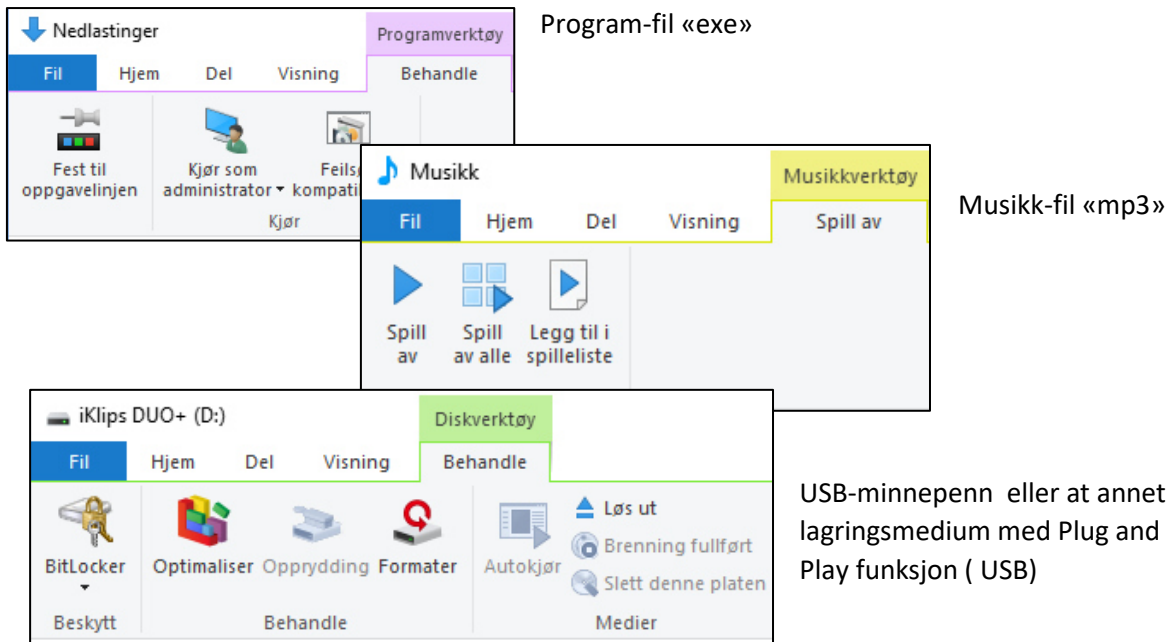 Nedlastinger
Programverktøy
Program-fil «exe»
Fil Hjem Del Visning Behandle
Fest til
oppgavelinjen
Kjør som
administrator
Kjør
Musikk
Musikkverktøy
Musikk-fil «mp3»
Fil Hjem Del Visning Spill av
Spill
av
Spill
av alle
Legg til i
spilleliste
iKlips DUO+ (D:)
Diskverktøy
Fil Hjem Del Visning Behandle
BitLocker
Beskytt
Optimaliser Opprydding Formater
Behandle
Autokjør
Løs ut
Brenning fullført
Slett denne platen
Medier
USB-minnepenn eller at annet
lagringsmedium med Plug and
Play funksjon ( USB)